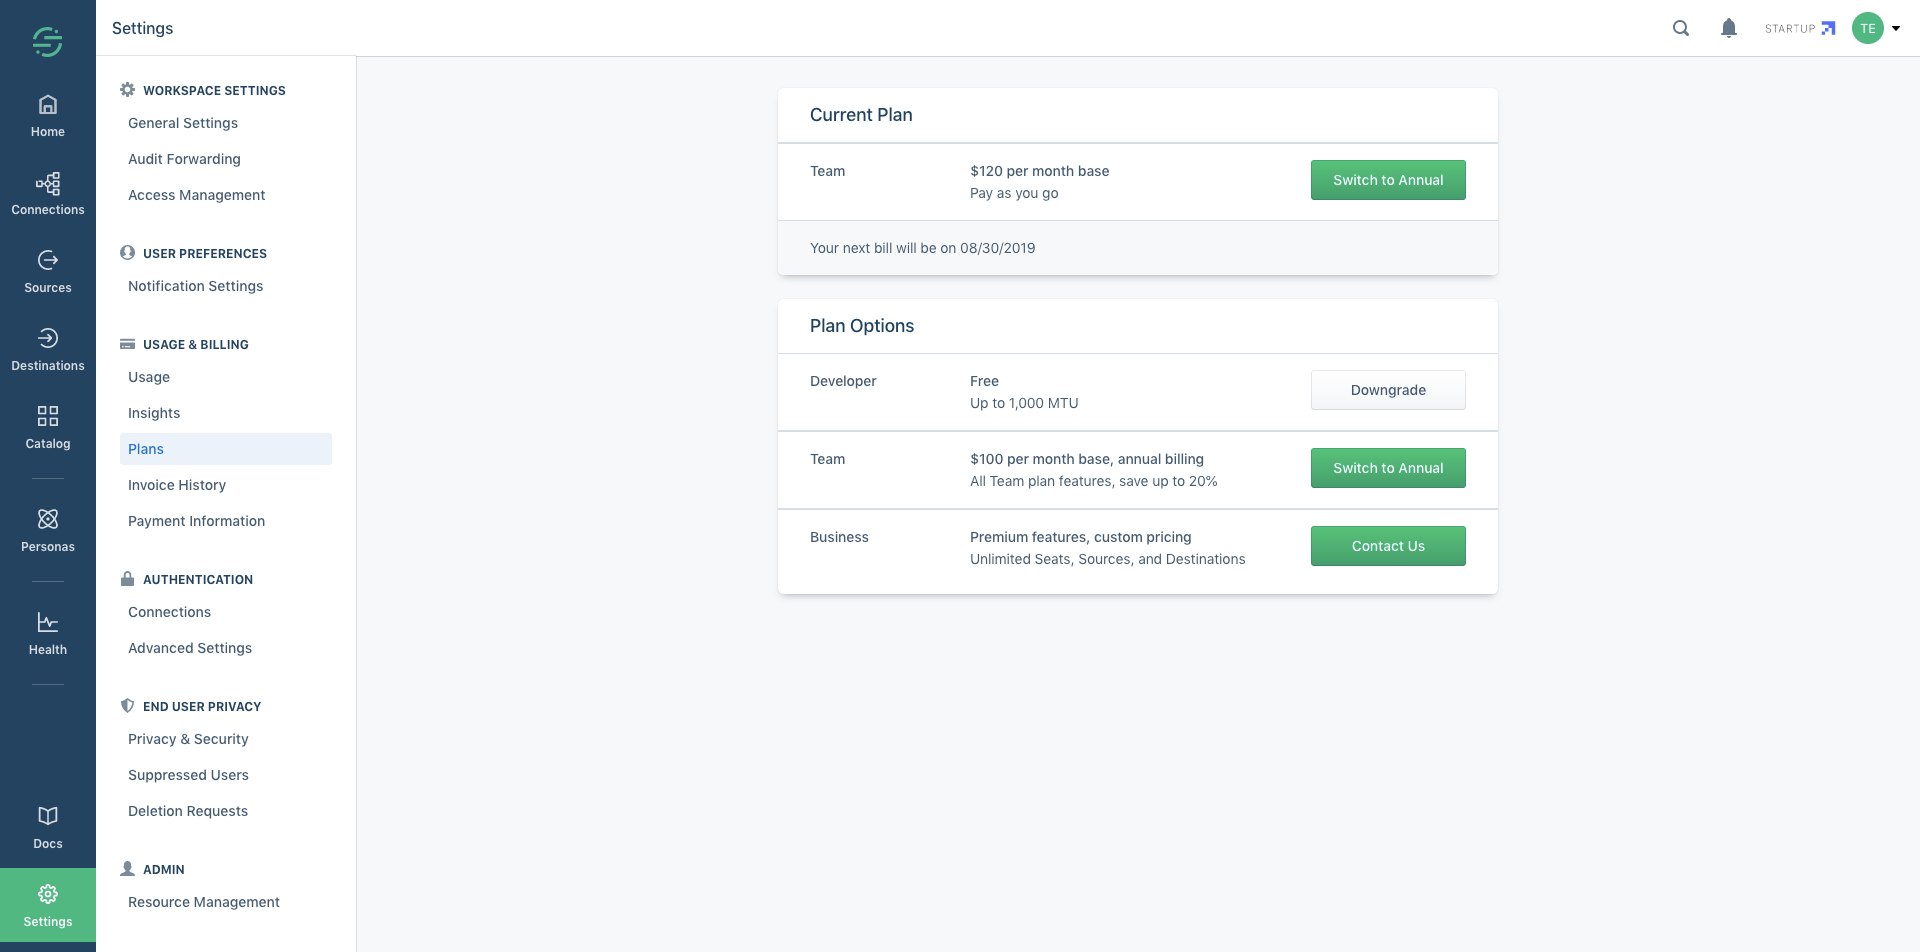 Settings
STARTUP
TE
Home
Connections
Sources
Destinations
Catalog
Personas
Health
Docs
Settings
WORKSPACE SETTINGS
General Settings
Audit Forwarding
Access Management
USER PREFERENCES
Notification Settings
USAGE & BILLING
Usage
Insights
Plans
Invoice History
Payment Information
AUTHENTICATION
Connections
Advanced Settings
END USER PRIVACY
Privacy & Security
Suppressed Users
Deletion Requests
ADMIN
Resource Management
Current Plan
Team
$120 per month base
Pay as you go
Switch to Annual
Your next bill will be on 08/30/2019
Plan Options
Developer
Free
Up to 1,000 MTU
Downgrade
Team
$100 per month base, annual billing
All Team plan features, save up to 20%
Switch to Annual
Business
Premium features, custom pricing
Unlimited Seats, Sources, and Destinations
Contact Us